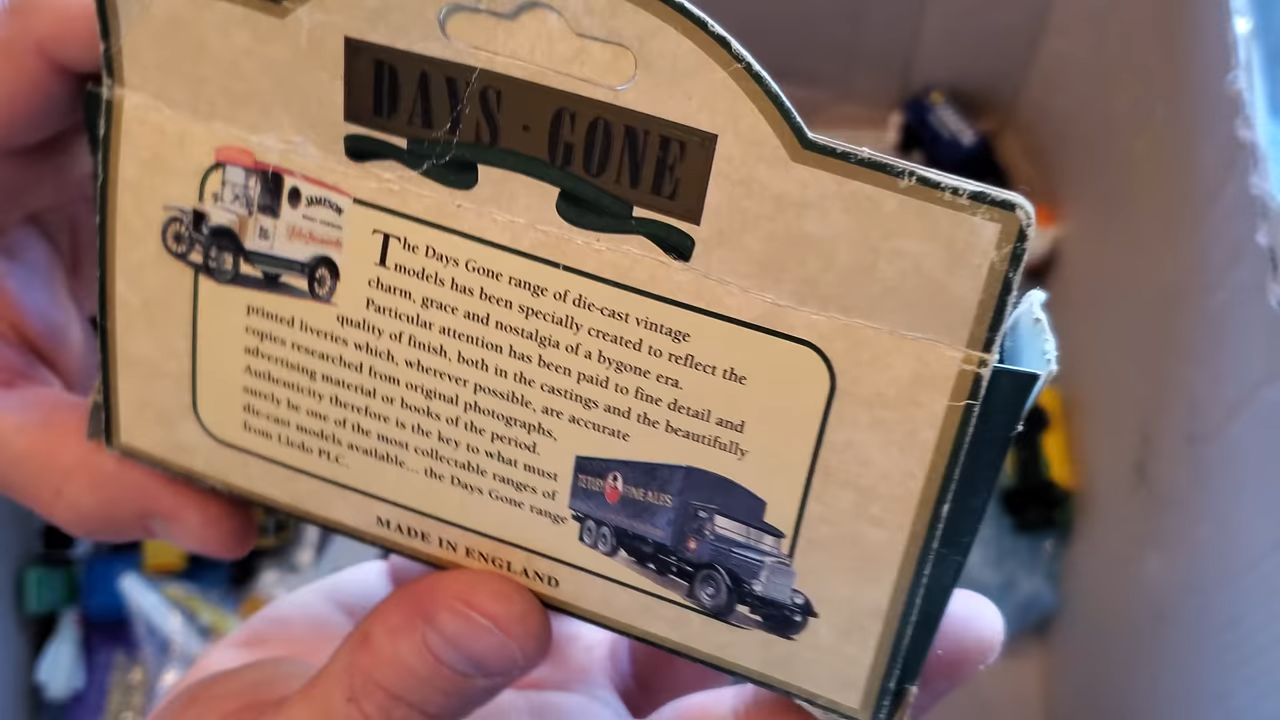 DAYS · GONE
JAMESON
The Days Gone range of die-cast vintage
models has been specially created to reflect the
charm, grace and nostalgia of a bygone era.
Particular attention has been paid to fine detail and
quality of finish, both in the castings and the beautifully
printed liveries which, wherever possible, are accurate
copies researched from original photographs,
advertising material or books of the period.
Authenticity therefore is the key to what must
surely be one of the most collectable ranges of
die-cast models available... the Days Gone range
from Lledo PLC.
TETLEY FINE ALES
MADE IN ENGLAND